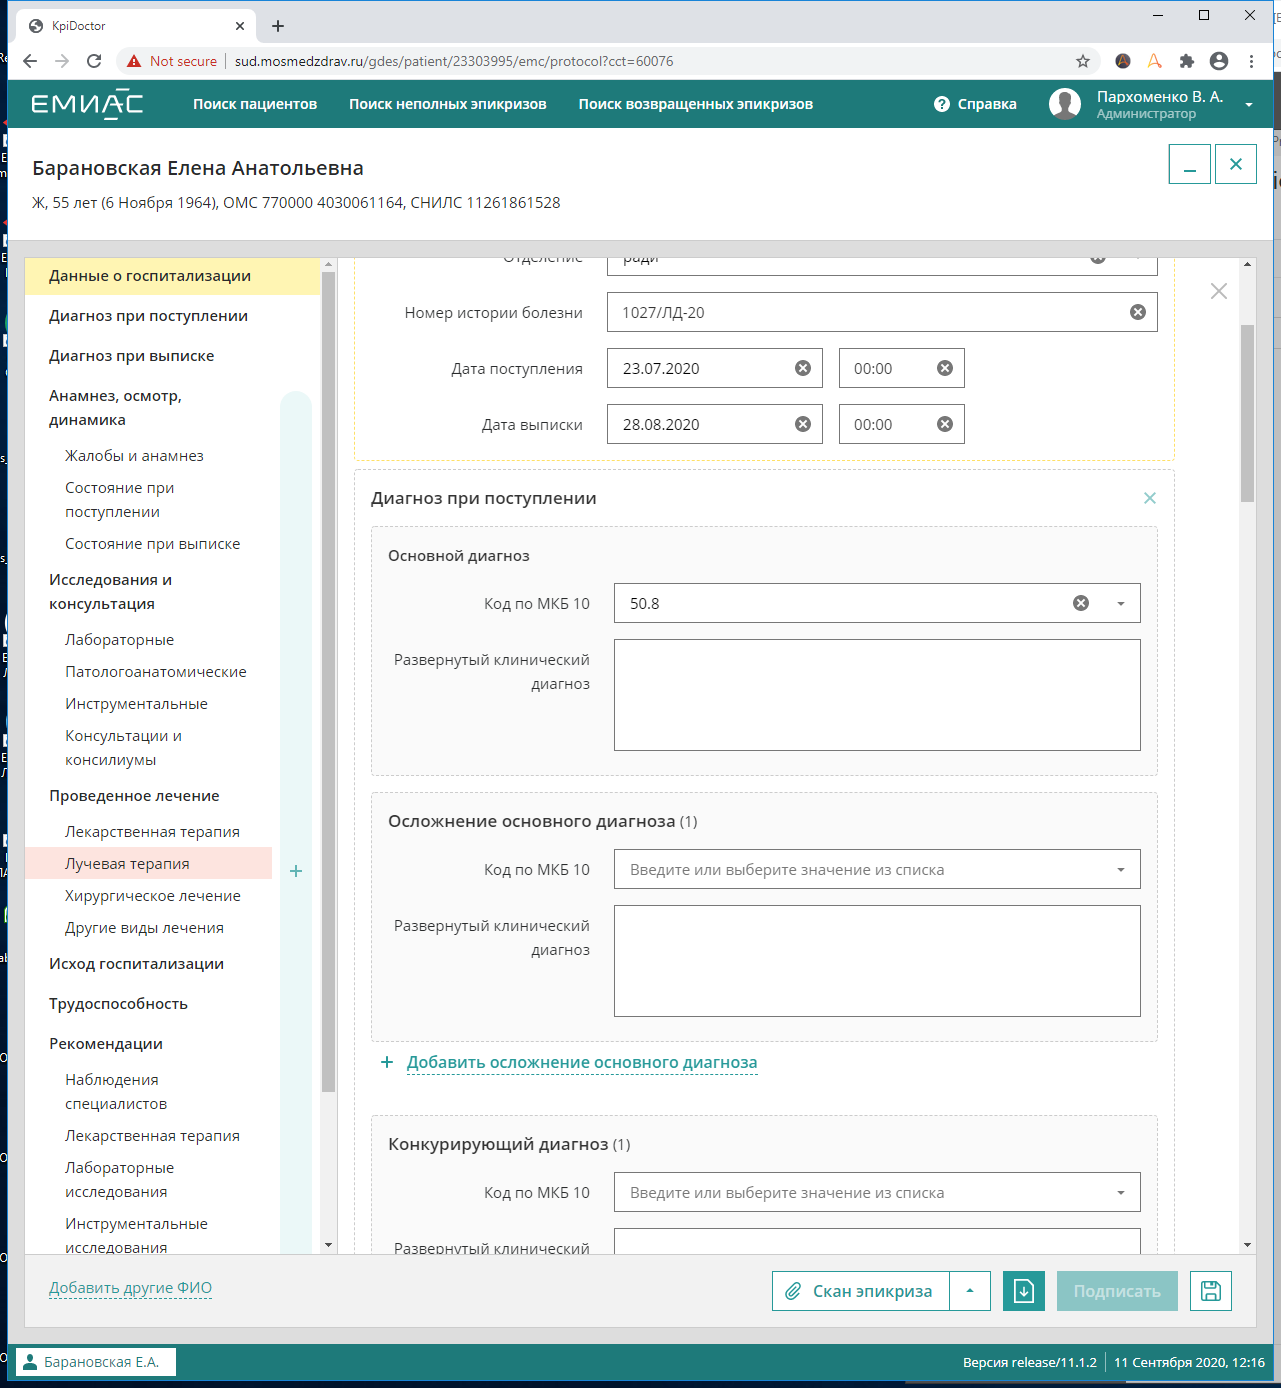 KpiDoctor
Not secure
sud.mosmedzdrav.ru/gdes/patient/23303995/emc/protocol?cct=60076
ЕМИАС
Поиск пациентов
Поиск неполных эпикризов
Поиск возвращенных эпикризов
Справка
Пархоменко В. А.
Администратор
Барановская Елена Анатольевна
Ж, 55 лет (6 Ноября 1964), ОМС 770000 4030061164, СНИЛС 11261861528
Данные о госпитализации
Диагноз при поступлении
Диагноз при выписке
Анамнез, осмотр,
динамика
Жалобы и анамнез
Состояние при
поступлении
Состояние при выписке
Исследования и
консультация
Лабораторные
Патологоанатомические
Инструментальные
Консультации и
консилиумы
Проведенное лечение
Лекарственная терапия
Лучевая терапия
Хирургическое лечение
Другие виды лечения
Исход госпитализации
Трудоспособность
Рекомендации
Наблюдения
специалистов
Лекарственная терапия
Лабораторные
исследования
Инструментальные
исследования
Отделение
ради
Номер истории болезни
1027/ЛД-20
Дата поступления
23.07.2020
00:00
Дата выписки
28.08.2020
00:00
Диагноз при поступлении
Основной диагноз
Код по МКБ 10
50.8
Развернутый клинический
диагноз
Осложнение основного диагноза (1)
Код по МКБ 10
Введите или выберите значение из списка
Развернутый клинический
диагноз
+ Добавить осложнение основного диагноза
Конкурирующий диагноз (1)
Код по МКБ 10
Введите или выберите значение из списка
Развернутый клинический
Добавить другие ФИО
Скан эпикриза
Подписать
Барановская Е.А.
Версия release/11.1.2
11 Сентября 2020, 12:16